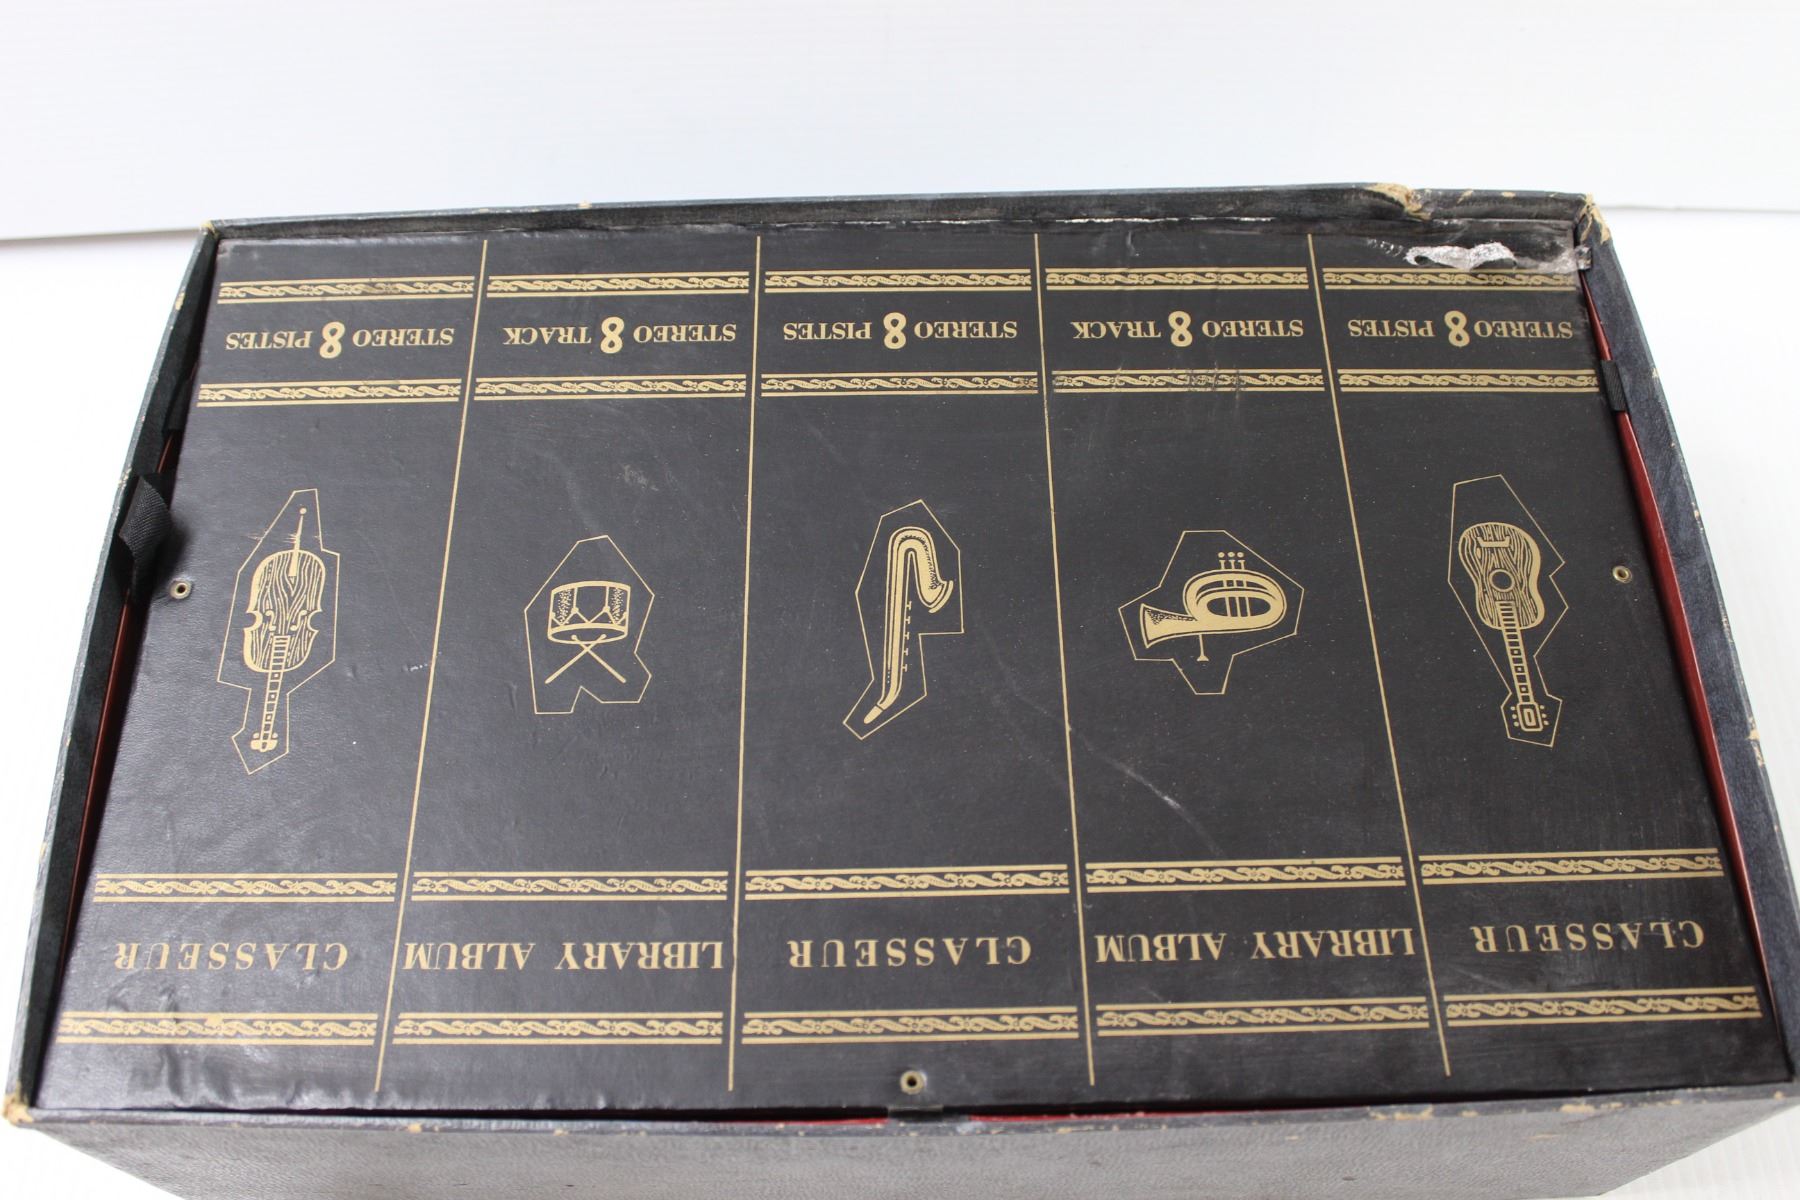 CLASSEUR
STEREO 8 PISTES
LIBRARY ALBUM
STEREO 8 TRACK
CLASSEUR
STEREO 8 PISTES
LIBRARY ALBUM
STEREO 8 TRACK
CLASSEUR
STEREO 8 PISTES